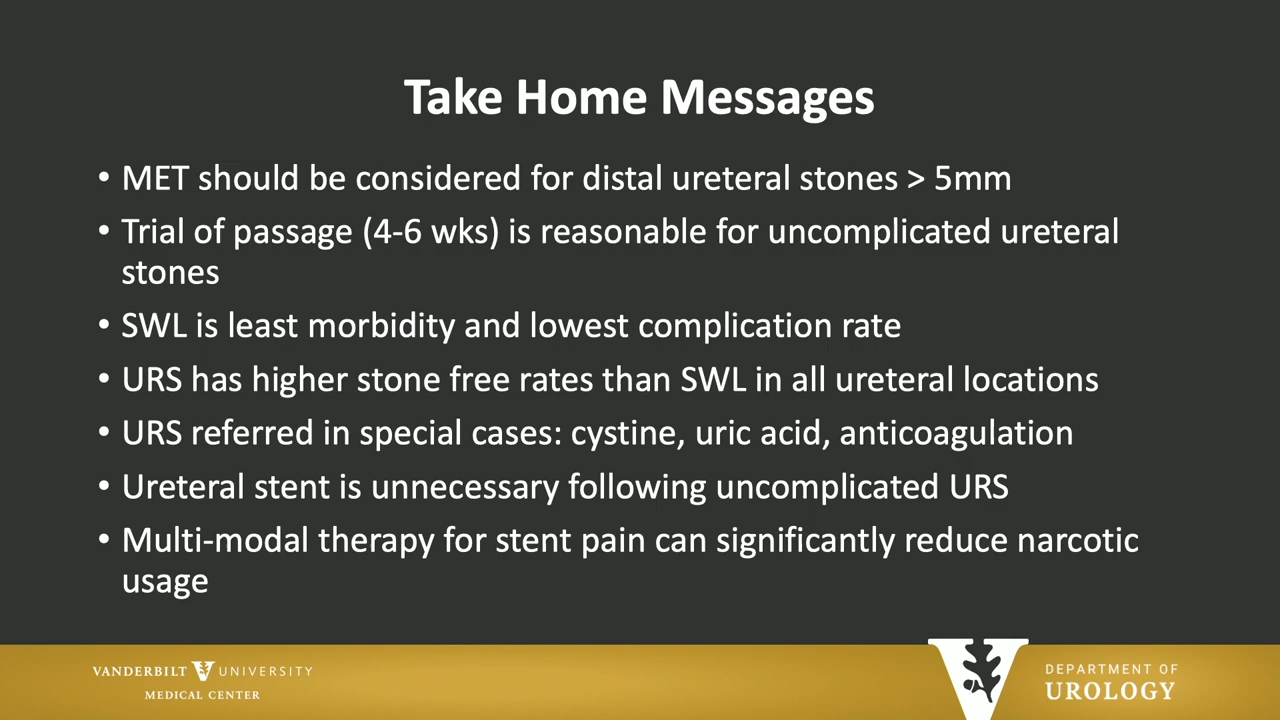 Take Home Messages
• MET should be considered for distal ureteral stones > 5mm
• Trial of passage (4-6 wks) is reasonable for uncomplicated ureteral
stones
• SWL is least morbidity and lowest complication rate
• URS has higher stone free rates than SWL in all ureteral locations
• URS referred in special cases: cystine, uric acid, anticoagulation
• Ureteral stent is unnecessary following uncomplicated URS
• Multi-modal therapy for stent pain can significantly reduce narcotic
usage
VANDERBILT V UNIVERSITY
MEDICAL CENTER
DEPARTMENT OF
UROLOGY